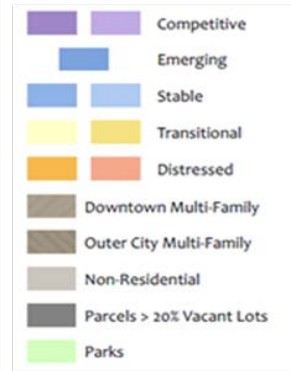 Competitive
Emerging
Stable
Transitional
Distressed
Downtown Multi-Family
Outer City Multi-Family
Non-Residential
Parcels > 20% Vacant Lots
Parks